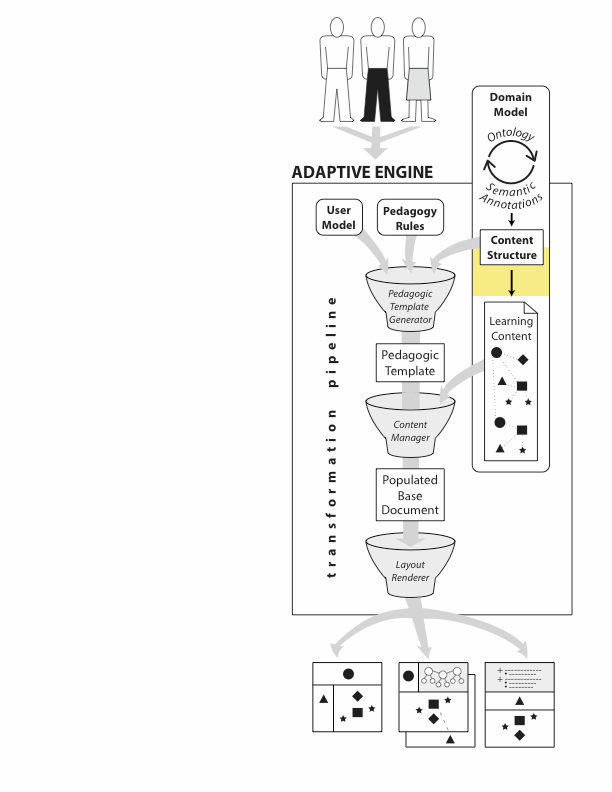 Domain
Model
Ontology
Semantic
Annotations
ADAPTIVE ENGINE
User
Model
Pedagogy
Rules
Content
Structure
Pedagogic
Template
Generator
Learning
Content
Pedagogic
Template
transformation pipeline
Content
Manager
Populated
Base
Document
Layout
Renderer